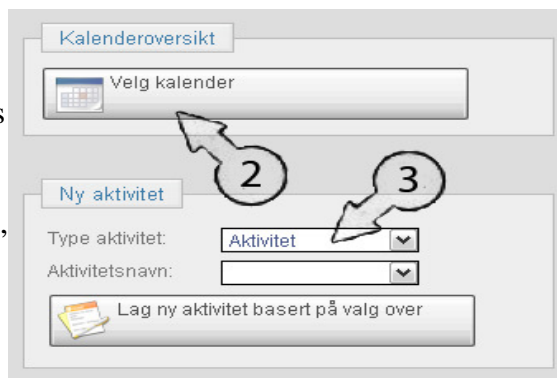 Kalenderoversikt
Velg kalender
s
2
3
Ny aktivitet
,
Type aktivitet: Aktivitet
Aktivitetsnavn:
Lag ny aktivitet basert på valg over